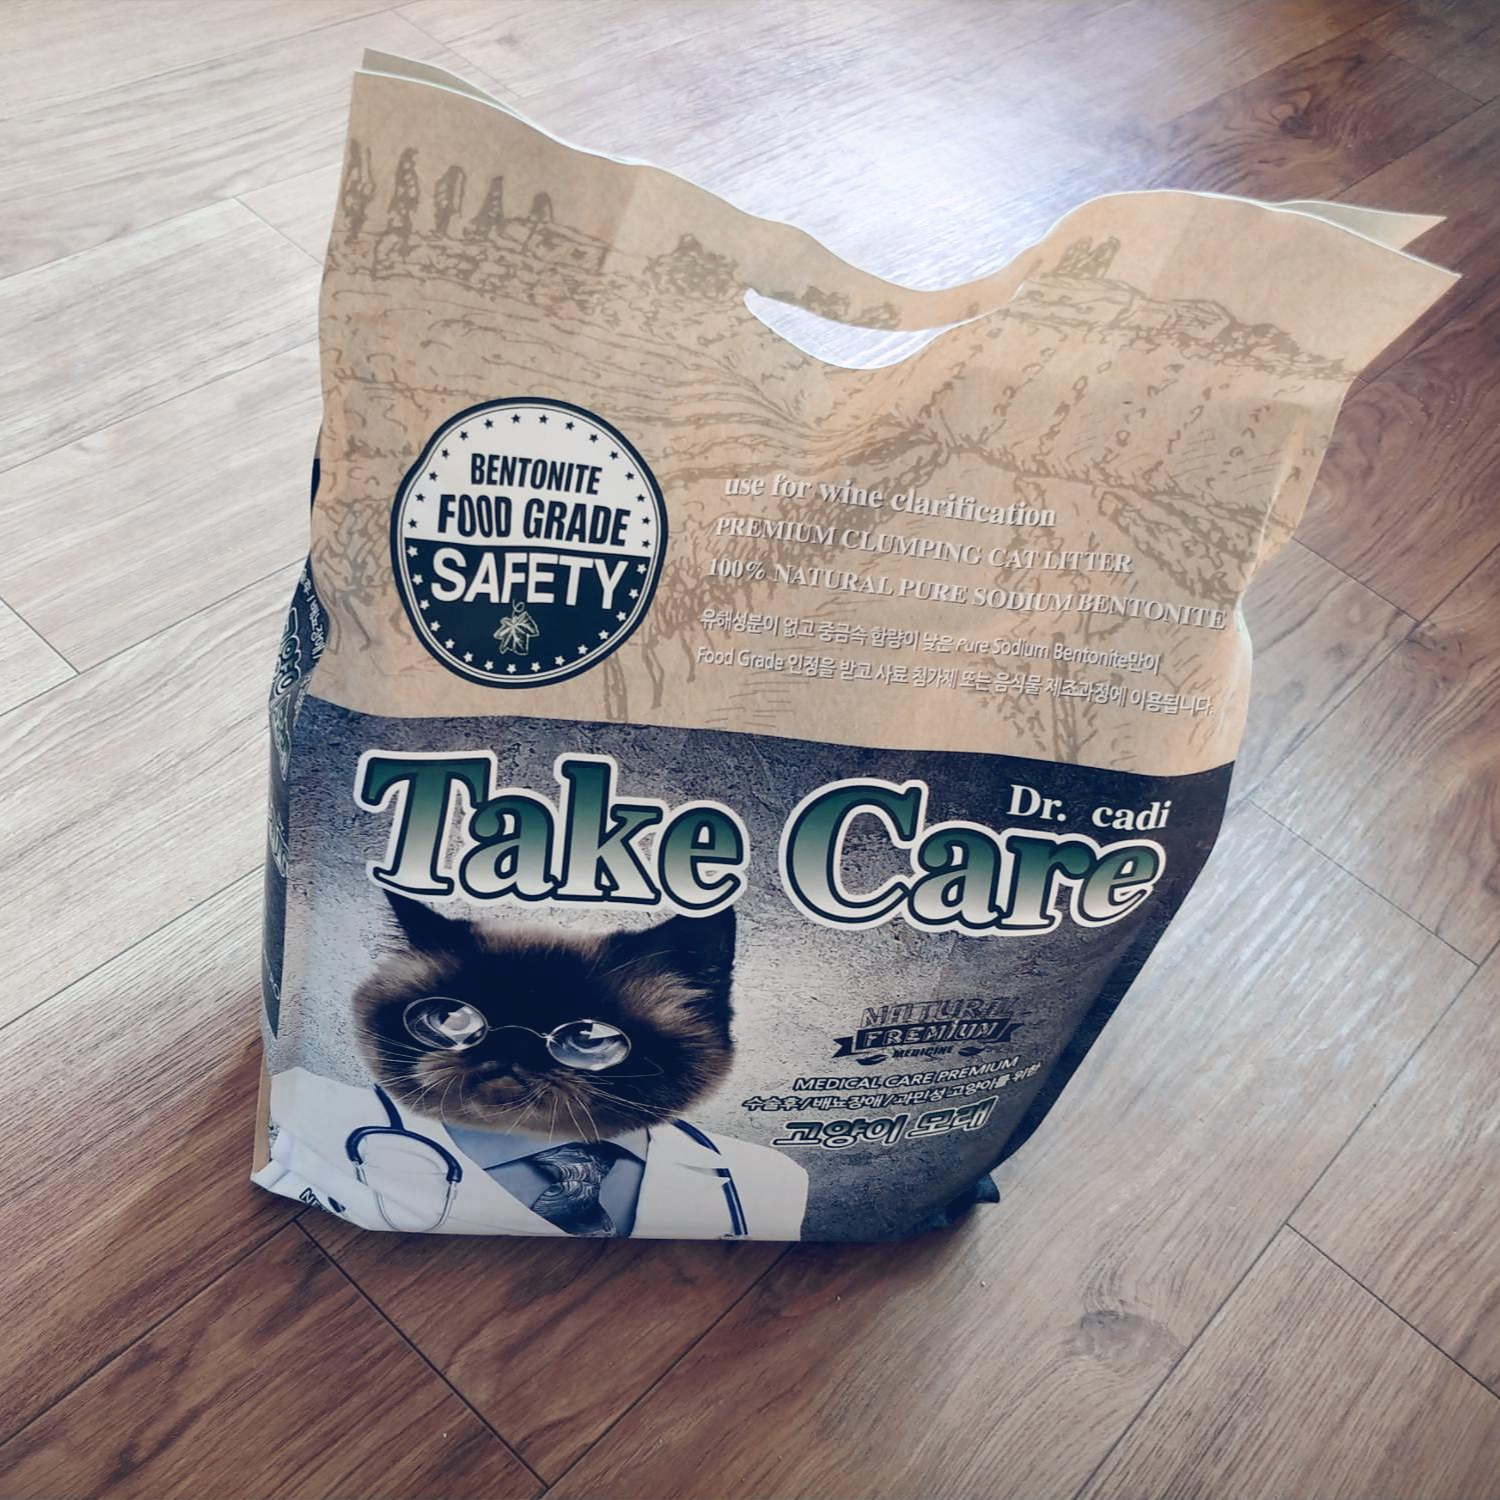 BENTONITE
FOOD GRADE
SAFETY
use for wine clarification
PREMIUM CLUMPING CAT LITTER
100% NATURAL PURE SODIUM BENTONITE
유해성분이 없고 중금속 함량이 낮은 Pure Sodium Bentonite만이
Food Grade 인정을 받고 사료 첨가제 또는 음식물 제조과정에 이용됩니다.
Dr. cadi
Take Care
NATURAL
PREMIUM
MEDICINE
MEDICAL CARE PREMIUM
수술후/배뇨장애/과민성 고양이를 위한
고양이 모래